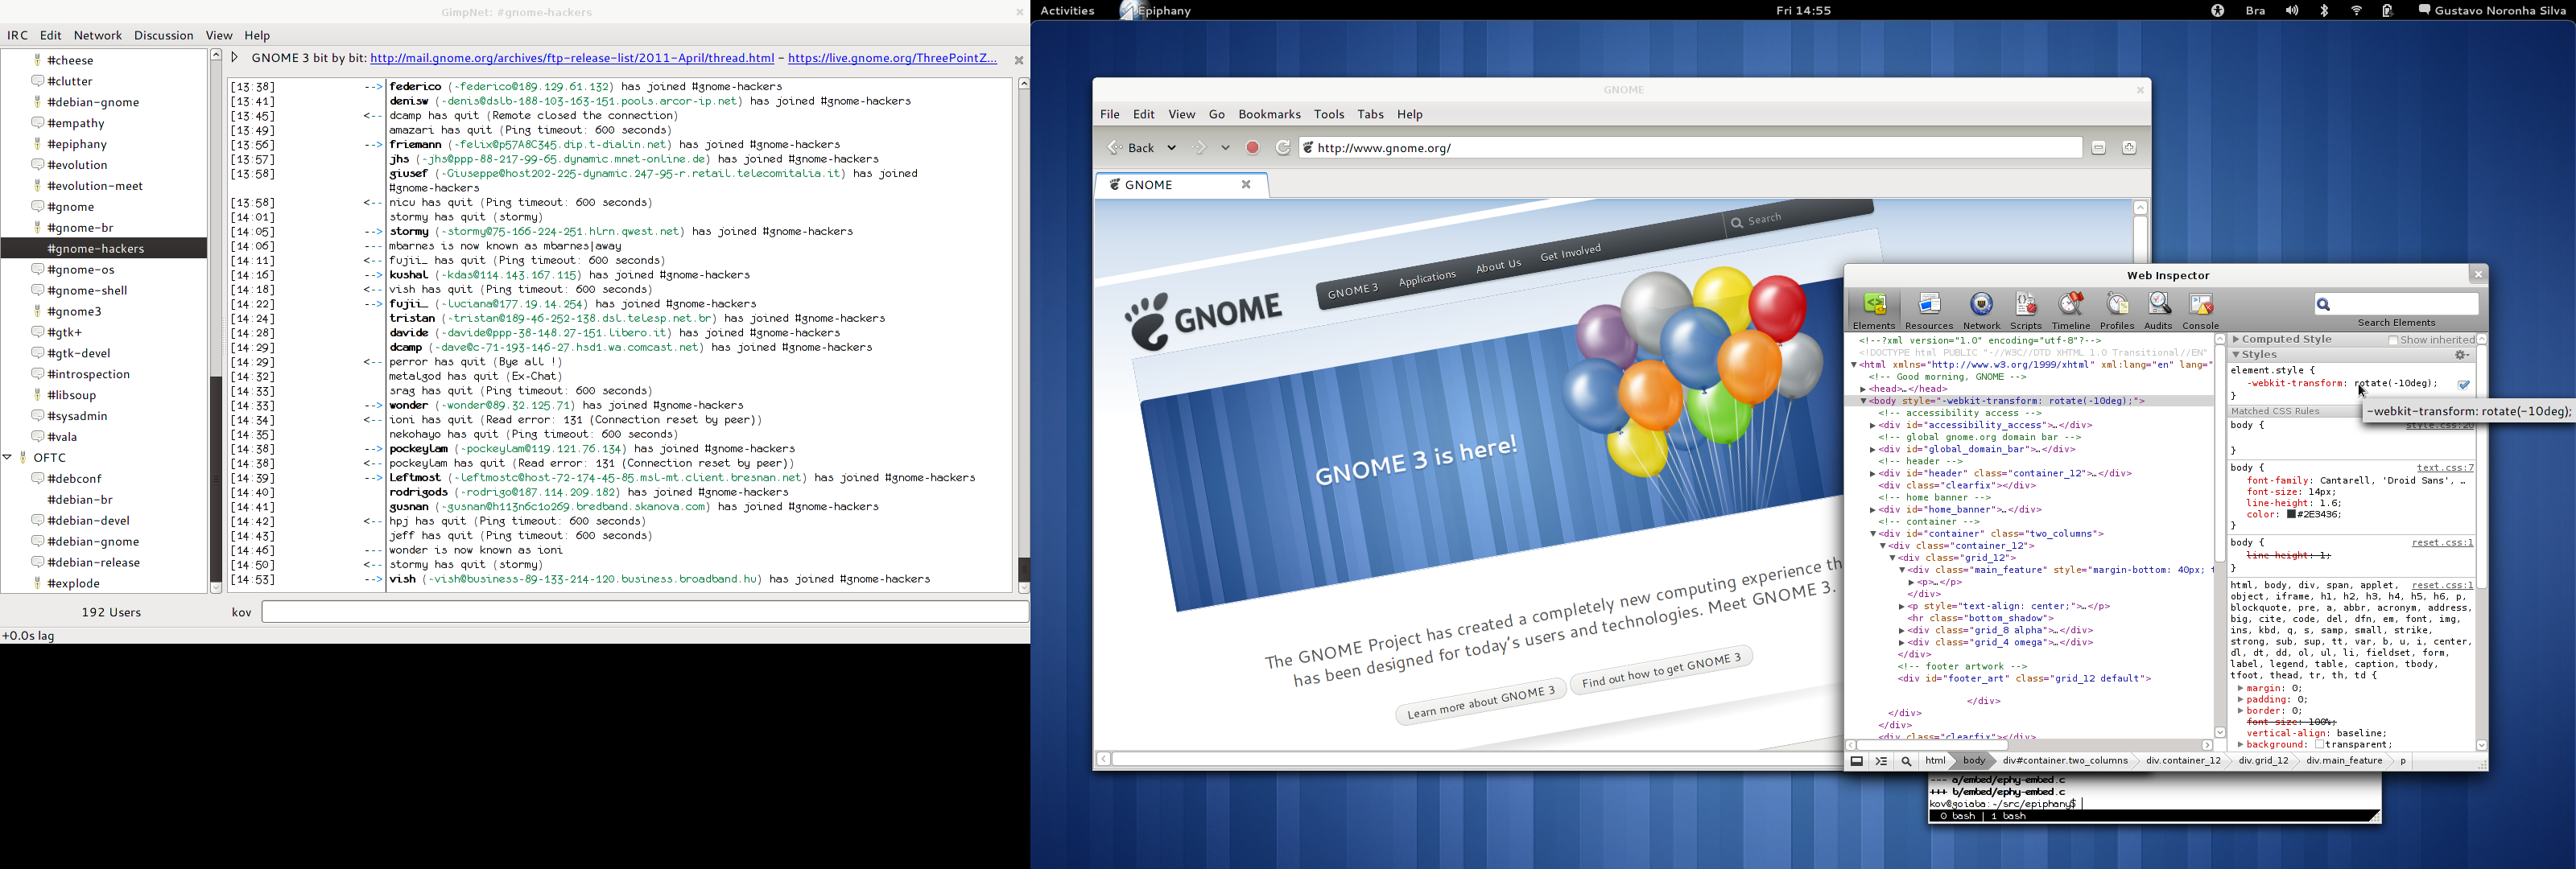 GimpNet: #gnome-hackers
IRC Edit Network Discussion View Help
#cheese
#clutter
#debian-gnome
#empathy
#epiphany
#evolution
#evolution-meet
#gnome
#gnome-br
#gnome-hackers
#gnome-os
#gnome-shell
#gnome3
#gtk+
#gtk-devel
#introspection
#libsoup
#sysadmin
#vala
OFTC
#debconf
#debian-br
#debian-devel
#debian-gnome
#debian-release
#explode
192 Users
+0.0s lag
GNOME 3 bit by bit: http://mail.gnome.org/archives/ftp-release-list/2011-April/thread.html - https://live.gnome.org/ThreePointZ...
[13:38] --> federico (~federico@189.129.61.132) has joined #gnome-hackers
[13:41] denisw (~denis@dslb-188-103-163-151.pools.arcor-ip.net) has joined #gnome-hackers
[13:45] <-- dcamp has quit (Remote closed the connection)
[13:49] amazari has quit (Ping timeout: 600 seconds)
[13:56] --> friemann (~felix@p57A8C345.dip.t-dialin.net) has joined #gnome-hackers
[13:57] jhs (~jhs@ppp-88-217-99-65.dynamic.mnet-online.de) has joined #gnome-hackers
[13:58] giusef (~Giuseppe@host202-225-dynamic.247-95-r.retail.telecomitalia.it) has joined
#gnome-hackers
[13:58] <-- nicu has quit (Ping timeout: 600 seconds)
[14:01] stormy has quit (stormy)
[14:05] --> stormy (~stormy@75-166-224-251.hlrn.qwest.net) has joined #gnome-hackers
[14:06] --- mbarnes is now known as mbarnes|away
[14:11] <-- fujii_ has quit (Ping timeout: 600 seconds)
[14:16] --> kushal (~kdas@114.143.167.115) has joined #gnome-hackers
[14:18] <-- vish has quit (Ping timeout: 600 seconds)
[14:22] --> fujii_ (~luciana@177.19.14.254) has joined #gnome-hackers
[14:24] tristan (~tristan@189-46-252-138.dsl.telesp.net.br) has joined #gnome-hackers
[14:28] davide (~davide@ppp-38-148.27-151.libero.it) has joined #gnome-hackers
[14:29] dcamp (~dave@c-71-193-146-27.hsd1.wa.comcast.net) has joined #gnome-hackers
[14:29] <-- perror has quit (Bye all !)
[14:32] metalgod has quit (Ex-Chat)
[14:33] srag has quit (Ping timeout: 600 seconds)
[14:33] --> wonder (~wonder@89.32.125.71) has joined #gnome-hackers
[14:34] <-- ioni has quit (Read error: 131 (Connection reset by peer))
[14:35] nekohayo has quit (Ping timeout: 600 seconds)
[14:38] --> pockeylam (~pockeylam@119.121.76.134) has joined #gnome-hackers
[14:38] <-- pockeylam has quit (Read error: 131 (Connection reset by peer))
[14:39] --> Leftmost (~leftmostc@host-72-174-45-85.msl-mt.client.bresnan.net) has joined #gnome-hackers
[14:40] rodrigods (~rodrigo@187.114.209.182) has joined #gnome-hackers
[14:41] gusnan (~gusnan@h113n6c1o269.bredband.skanova.com) has joined #gnome-hackers
[14:42] <-- hpj has quit (Ping timeout: 600 seconds)
[14:43] jeff has quit (Ping timeout: 600 seconds)
[14:46] --- wonder is now known as ioni
[14:50] <-- stormy has quit (stormy)
[14:53] --> vish (~vish@business-89-133-214-120.business.broadband.hu) has joined #gnome-hackers
kov
Activities Epiphany Fri 14:55 Bra Gustavo Noronha Silva
GNOME
File Edit View Go Bookmarks Tools Tabs Help
Back http://www.gnome.org/
GNOME
Search
GNOME 3 Applications About Us Get Involved
GNOME
GNOME 3 is here!
The GNOME Project has created a completely new computing experience th
has been designed for today's users and technologies. Meet GNOME 3.
Learn more about GNOME 3 Find out how to get GNOME 3
Web Inspector
Elements Resources Network Scripts Timeline Profiles Audits Console Search Elements
<!--?xml version="1.0" encoding="utf-8"?-->
<!DOCTYPE html PUBLIC "-//W3C//DTD XHTML 1.0 Transitional//EN"
<html xmlns="http://www.w3.org/1999/xhtml" xml:lang="en" lang="
<!-- Good morning, GNOME -->
<head>…</head>
<body style="-webkit-transform: rotate(-10deg);">
<!-- accessibility access -->
<div id="accessibility_access">…</div>
<!-- global gnome.org domain bar -->
<div id="global_domain_bar">…</div>
<!-- header -->
<div id="header" class="container_12">…</div>
<div class="clearfix"></div>
<!-- home banner -->
<div id="home_banner">…</div>
<!-- container -->
<div id="container" class="two_columns">
<div class="container_12">
<div class="grid_12">
<div class="main_feature" style="margin-bottom: 40px; f
<p>…</p>
</div>
<p style="text-align: center;">…</p>
<hr class="bottom_shadow">
<div class="grid_8 alpha">…</div>
<div class="grid_4 omega">…</div>
</div>
<!-- footer artwork -->
<div id="footer_art" class="grid_12 default">
</div>
</div>
</div>
<div class="clearfix"></div>
Computed Style Show inherited
Styles
element.style {
-webkit-transform: rotate(-10deg);
}
-webkit-transform: rotate(-10deg);
Matched CSS Rules
body { style.css:20
}
body { text.css:7
font-family: Cantarell, 'Droid Sans', …
font-size: 14px;
line-height: 1.6;
color: #2E3436;
}
body { reset.css:1
line-height: 1;
}
html, body, div, span, applet, reset.css:1
object, iframe, h1, h2, h3, h4, h5, h6, p,
blockquote, pre, a, abbr, acronym, address,
big, cite, code, del, dfn, em, font, img,
ins, kbd, q, s, samp, small, strike,
strong, sub, sup, tt, var, b, u, i, center,
dl, dt, dd, ol, ul, li, fieldset, form,
label, legend, table, caption, tbody,
tfoot, thead, tr, th, td {
margin: 0;
padding: 0;
border: 0;
font-size: 100%;
vertical-align: baseline;
background: transparent;
html body div#container.two_columns div.container_12 div.grid_12 div.main_feature p
--- a/embed/ephy-embed.c
+++ b/embed/ephy-embed.c
kov@goiaba:~/src/epiphany$
0 bash | 1 bash